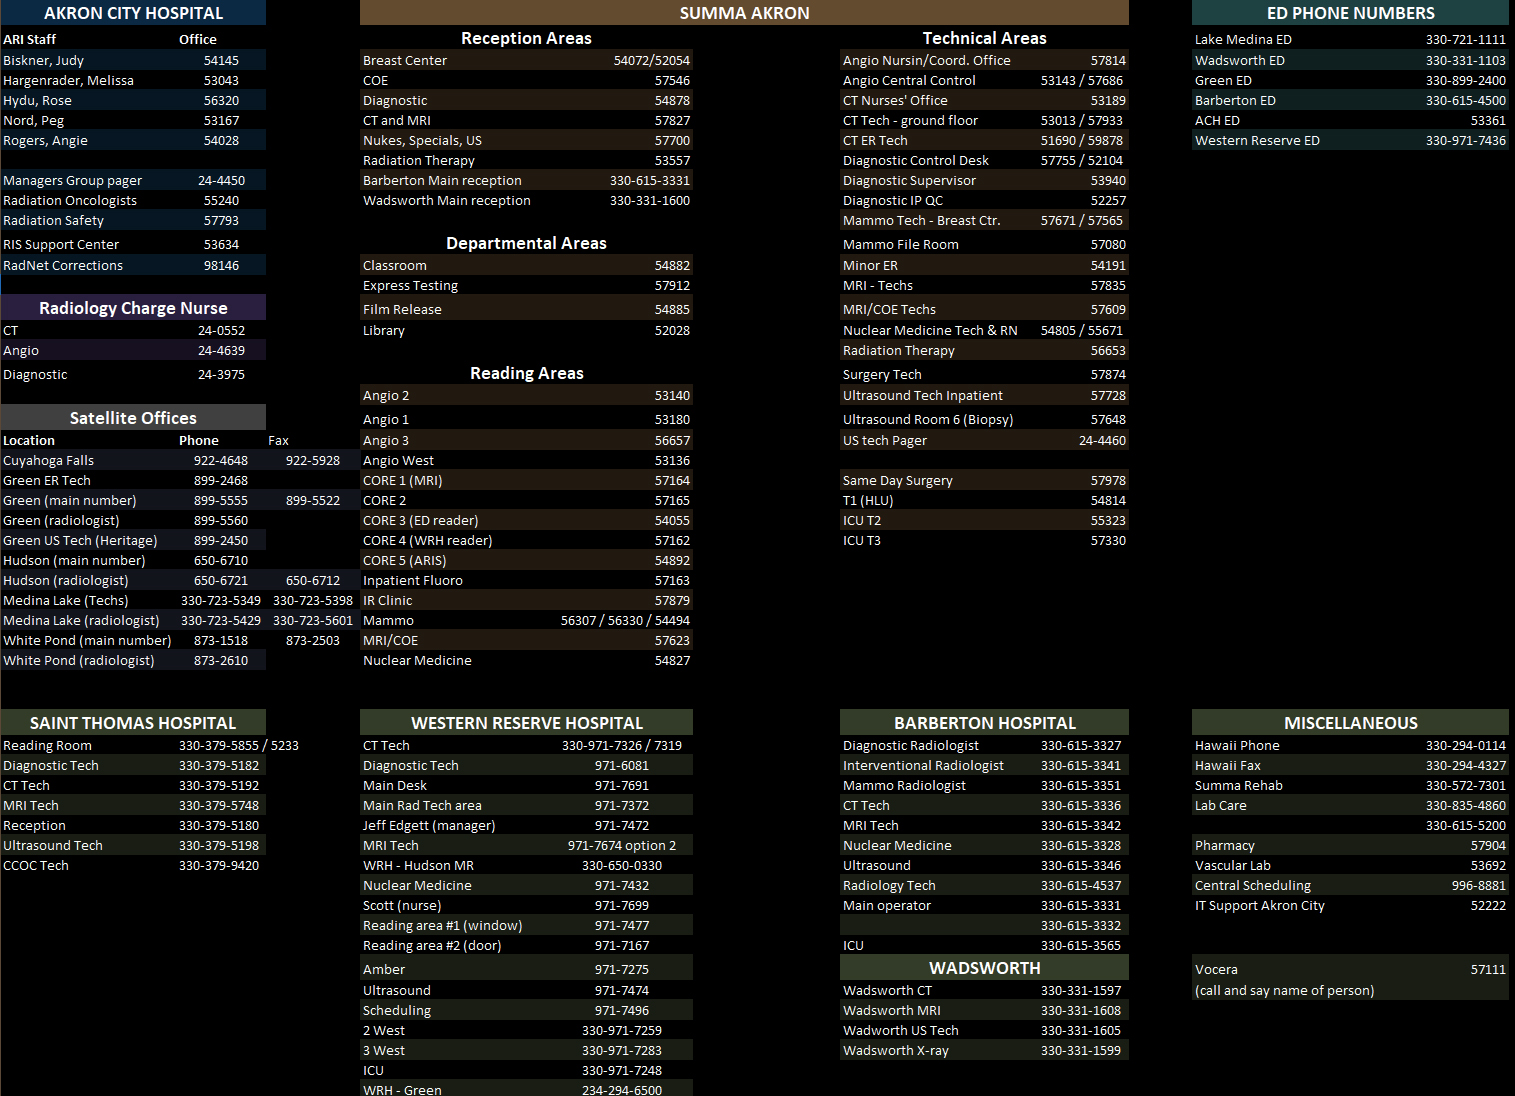 AKRON CITY HOSPITAL
ARI Staff Office
Biskner, Judy 54145
Hargenrader, Melissa 53043
Hydu, Rose 56320
Nord, Peg 53167
Rogers, Angie 54028
Managers Group pager 24-4450
Radiation Oncologists 55240
Radiation Safety 57793
RIS Support Center 53634
RadNet Corrections 98146
Radiology Charge Nurse
CT 24-0552
Angio 24-4639
Diagnostic 24-3975
Satellite Offices
Location Phone Fax
Cuyahoga Falls 922-4648 922-5928
Green ER Tech 899-2468
Green (main number) 899-5555 899-5522
Green (radiologist) 899-5560
Green US Tech (Heritage) 899-2450
Hudson (main number) 650-6710
Hudson (radiologist) 650-6721 650-6712
Medina Lake (Techs) 330-723-5349 330-723-5398
Medina Lake (radiologist) 330-723-5429 330-723-5601
White Pond (main number) 873-1518 873-2503
White Pond (radiologist) 873-2610
SUMMA AKRON
Reception Areas
Breast Center 54072/52054
COE 57546
Diagnostic 54878
CT and MRI 57827
Nukes, Specials, US 57700
Radiation Therapy 53557
Barberton Main reception 330-615-3331
Wadsworth Main reception 330-331-1600
Departmental Areas
Classroom 54882
Express Testing 57912
Film Release 54885
Library 52028
Reading Areas
Angio 2 53140
Angio 1 53180
Angio 3 56657
Angio West 53136
CORE 1 (MRI) 57164
CORE 2 57165
CORE 3 (ED reader) 54055
CORE 4 (WRH reader) 57162
CORE 5 (ARIS) 54892
Inpatient Fluoro 57163
IR Clinic 57879
Mammo 56307 / 56330 / 54494
MRI/COE 57623
Nuclear Medicine 54827
Technical Areas
Angio Nursin/Coord. Office 57814
Angio Central Control 53143 / 57686
CT Nurses' Office 53189
CT Tech - ground floor 53013 / 57933
CT ER Tech 51690 / 59878
Diagnostic Control Desk 57755 / 52104
Diagnostic Supervisor 53940
Diagnostic IP QC 52257
Mammo Tech - Breast Ctr. 57671 / 57565
Mammo File Room 57080
Minor ER 54191
MRI - Techs 57835
MRI/COE Techs 57609
Nuclear Medicine Tech & RN 54805 / 55671
Radiation Therapy 56653
Surgery Tech 57874
Ultrasound Tech Inpatient 57728
Ultrasound Room 6 (Biopsy) 57648
US tech Pager 24-4460
Same Day Surgery 57978
T1 (HLU) 54814
ICU T2 55323
ICU T3 57330
ED PHONE NUMBERS
Lake Medina ED 330-721-1111
Wadsworth ED 330-331-1103
Green ED 330-899-2400
Barberton ED 330-615-4500
ACH ED 53361
Western Reserve ED 330-971-7436
SAINT THOMAS HOSPITAL
Reading Room 330-379-5855 / 5233
Diagnostic Tech 330-379-5182
CT Tech 330-379-5192
MRI Tech 330-379-5748
Reception 330-379-5180
Ultrasound Tech 330-379-5198
CCOC Tech 330-379-9420
WESTERN RESERVE HOSPITAL
CT Tech 330-971-7326 / 7319
Diagnostic Tech 971-6081
Main Desk 971-7691
Main Rad Tech area 971-7372
Jeff Edgett (manager) 971-7472
MRI Tech 971-7674 option 2
WRH - Hudson MR 330-650-0330
Nuclear Medicine 971-7432
Scott (nurse) 971-7699
Reading area #1 (window) 971-7477
Reading area #2 (door) 971-7167
Amber 971-7275
Ultrasound 971-7474
Scheduling 971-7496
2 West 330-971-7259
3 West 330-971-7283
ICU 330-971-7248
WRH - Green 234-294-6500
BARBERTON HOSPITAL
Diagnostic Radiologist 330-615-3327
Interventional Radiologist 330-615-3341
Mammo Radiologist 330-615-3351
CT Tech 330-615-3336
MRI Tech 330-615-3342
Nuclear Medicine 330-615-3328
Ultrasound 330-615-3346
Radiology Tech 330-615-4537
Main operator 330-615-3331
330-615-3332
ICU 330-615-3565
WADSWORTH
Wadsworth CT 330-331-1597
Wadsworth MRI 330-331-1608
Wadworth US Tech 330-331-1605
Wadsworth X-ray 330-331-1599
MISCELLANEOUS
Hawaii Phone 330-294-0114
Hawaii Fax 330-294-4327
Summa Rehab 330-572-7301
Lab Care 330-835-4860
330-615-5200
Pharmacy 57904
Vascular Lab 53692
Central Scheduling 996-8881
IT Support Akron City 52222
Vocera 57111
(call and say name of person)